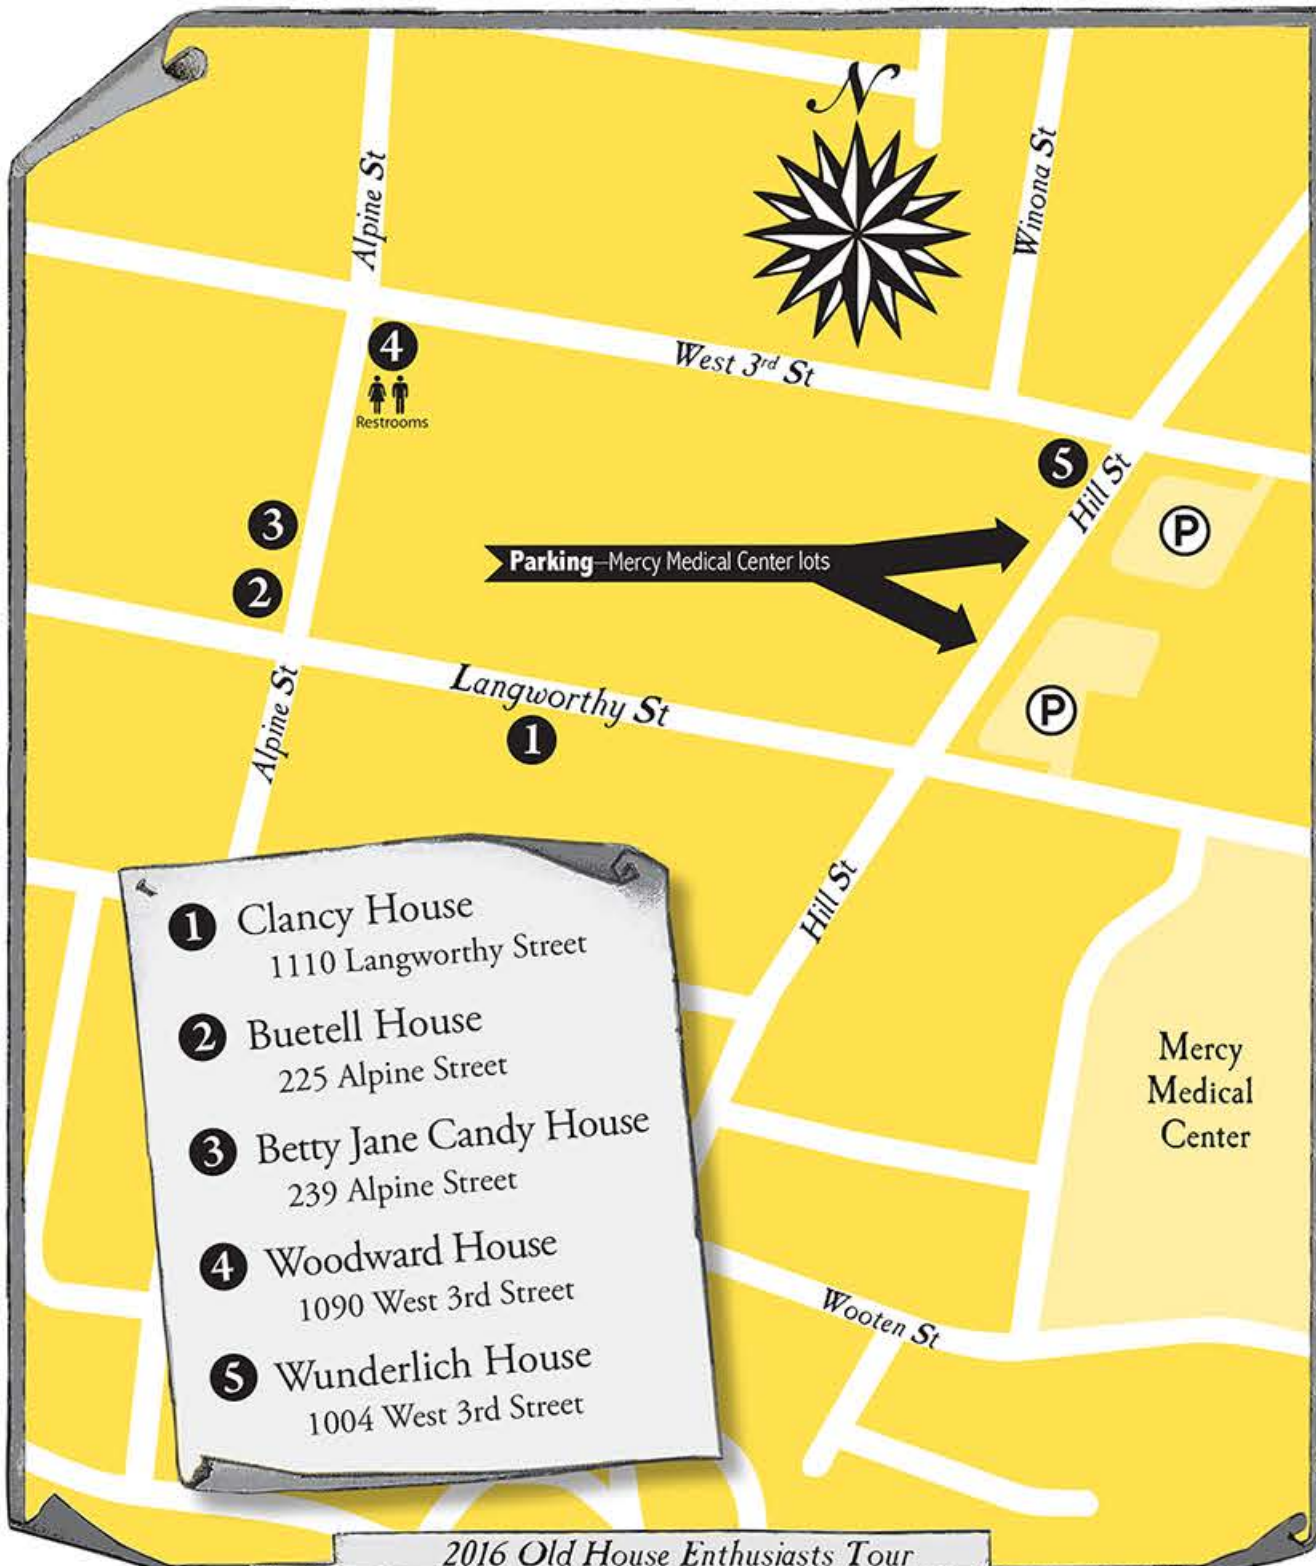 N
Alpine St
Winona St
West 3rd St
4
Restrooms
5
Hill St
3
P
Parking—Mercy Medical Center lots
2
Langworthy St
Alpine St
P
1
Hill St
1 Clancy House
1110 Langworthy Street
2 Buetell House
225 Alpine Street
3 Betty Jane Candy House
239 Alpine Street
4 Woodward House
1090 West 3rd Street
5 Wunderlich House
1004 West 3rd Street
Mercy
Medical
Center
Wooten St
2016 Old House Enthusiasts Tour